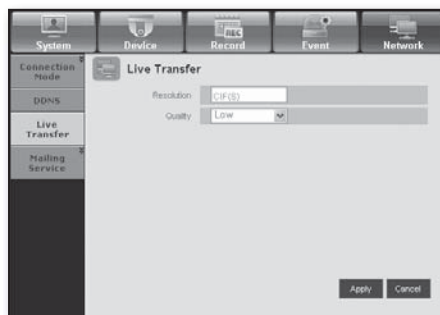 System Device Record Event Network
Connection
Mode
DDNS
Live
Transfer
Mailing
Service
Live Transfer
Resolution CIF(S)
Quality Low
Apply Cancel